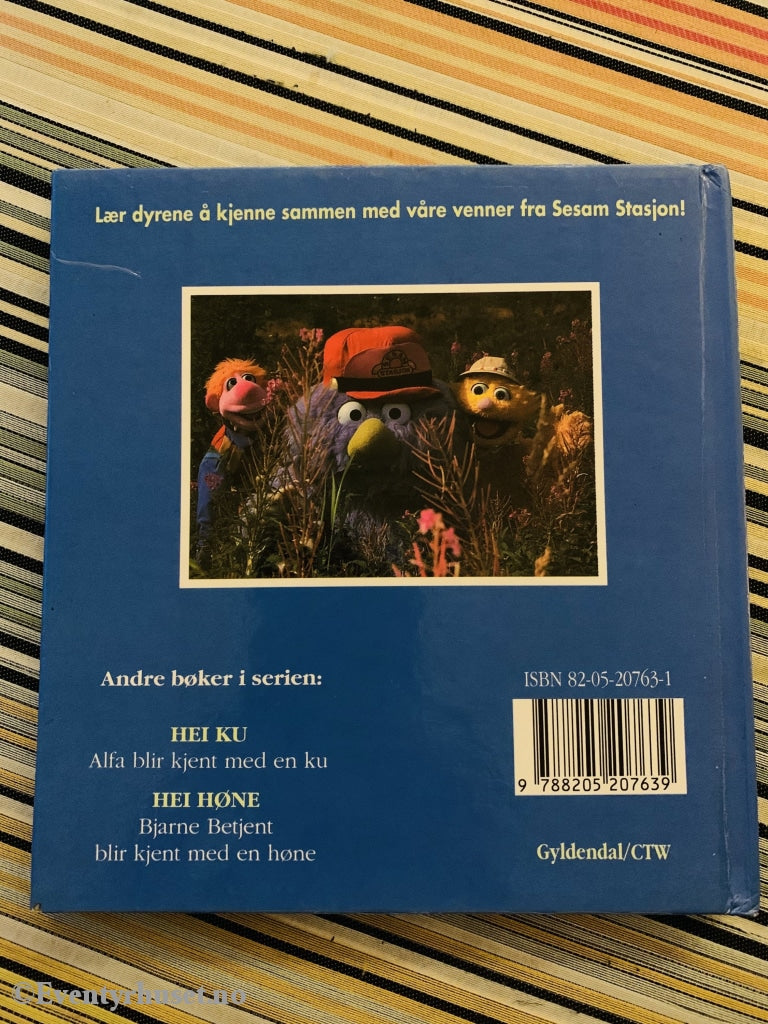 Lær dyrene å kjenne sammen med våre venner fra Sesam Stasjon!
STASJON
Andre bøker i serien:
HEI KU
Alfa blir kjent med en ku
HEI HØNE
Bjarne Betjent
blir kjent med en høne
ISBN 82-05-20763-1
9 788205 207639
Gyldendal/CTW
©Eventyrhuset.no